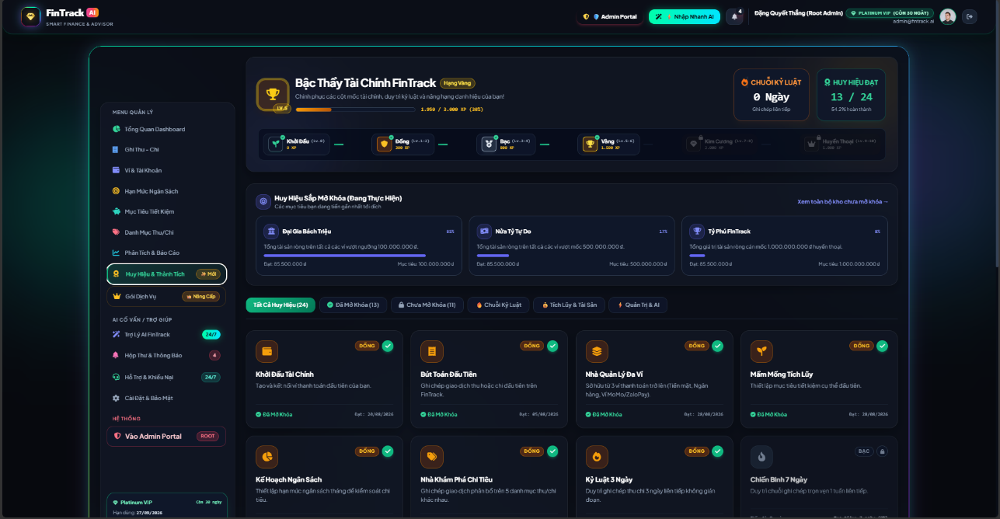 FinTrack AI
SMART FINANCE & ADVISOR
Admin Portal
Nhập Nhanh AI
4
Đặng Quyết Thắng (Root Admin)
PLATINUM VIP (CÒN 30 NGÀY)
admin@fintrack.ai
MENU QUẢN LÝ
Tổng Quan Dashboard
Ghi Thu - Chi
Ví & Tài Khoản
Hạn Mức Ngân Sách
Mục Tiêu Tiết Kiệm
Danh Mục Thu/Chi
Phân Tích & Báo Cáo
Huy Hiệu & Thành Tích
Mới
Gói Dịch Vụ
Nâng Cấp
AI CỐ VẤN / TRỢ GIÚP
Trợ Lý AI FinTrack
24/7
Hộp Thư & Thông Báo
4
Hỗ Trợ & Khiếu Nại
24/7
Cài Đặt & Bảo Mật
HỆ THỐNG
Vào Admin Portal
ROOT
Platinum VIP
Còn 30 ngày
Hạn dùng: 27/09/2026
LV.5
Bậc Thầy Tài Chính FinTrack
Hạng Vàng
Chinh phục các cột mốc tài chính, duy trì kỷ luật và nâng hạng danh hiệu của bạn!
1.950 / 3.000 XP (30%)
CHUỖI KỶ LUẬT
0 Ngày
Ghi chép liên tiếp
HUY HIỆU ĐẠT
13 / 24
54.2% hoàn thành
Khởi Đầu (Lv.0)
0 XP
Đồng (Lv.1-2)
300 XP
Bạc (Lv.3-4)
800 XP
Vàng (Lv.5-6)
1.500 XP
Kim Cương
Huyền Thoại
Huy Hiệu Sắp Mở Khóa (Đang Thực Hiện)
Các mục tiêu bạn đang tiến gần nhất tới đích
Xem toàn bộ kho chưa mở khóa →
Đại Gia Bách Triệu
85%
Tổng tài sản ròng trên tất cả các ví vượt ngưỡng 100.000.000 đ.
Đạt: 85.500.000 đ
Mục tiêu: 100.000.000 đ
Nửa Tỷ Tự Do
17%
Tổng tài sản ròng trên tất cả các ví vượt mốc 500.000.000 đ.
Đạt: 85.500.000 đ
Mục tiêu: 500.000.000 đ
Tỷ Phú FinTrack
8%
Tổng giá trị tài sản ròng cán mốc 1.000.000.000 đ huyền thoại.
Đạt: 85.500.000 đ
Mục tiêu: 1.000.000.000 đ
Tất Cả Huy Hiệu (24)
Đã Mở Khóa (13)
Chưa Mở Khóa (11)
Chuỗi Kỷ Luật
Tích Lũy & Tài Sản
Quản Trị & AI
ĐỒNG
Khởi Đầu Tài Chính
Tạo và kết nối ví thanh toán đầu tiên của bạn.
Đã Mở Khóa
Đạt: 20/08/2026
ĐỒNG
Bút Toán Đầu Tiên
Ghi chép giao dịch thu hoặc chi đầu tiên trên
FinTrack.
Đã Mở Khóa
Đạt: 05/08/2026
ĐỒNG
Nhà Quản Lý Đa Ví
Sở hữu từ 3 ví thanh toán trở lên (Tiền mặt, Ngân
hàng, Ví MoMo/ZaloPay).
Đã Mở Khóa
Đạt: 20/08/2026
ĐỒNG
Mầm Mống Tích Lũy
Thiết lập mục tiêu tiết kiệm cụ thể đầu tiên.
Đã Mở Khóa
Đạt: 28/08/2026
ĐỒNG
Kế Hoạch Ngân Sách
Thiết lập hạn mức ngân sách tháng để kiểm soát chi
tiêu.
ĐỒNG
Nhà Khám Phá Chi Tiêu
Ghi chép giao dịch phân bổ trên 5 danh mục thu/chi
khác nhau.
ĐỒNG
Kỷ Luật 3 Ngày
Duy trì ghi chép thu chi 3 ngày liên tiếp không gián
đoạn.
BẠC
Chiến Binh 7 Ngày
Duy trì chuỗi ghi chép trọn vẹn 1 tuần liên tiếp.